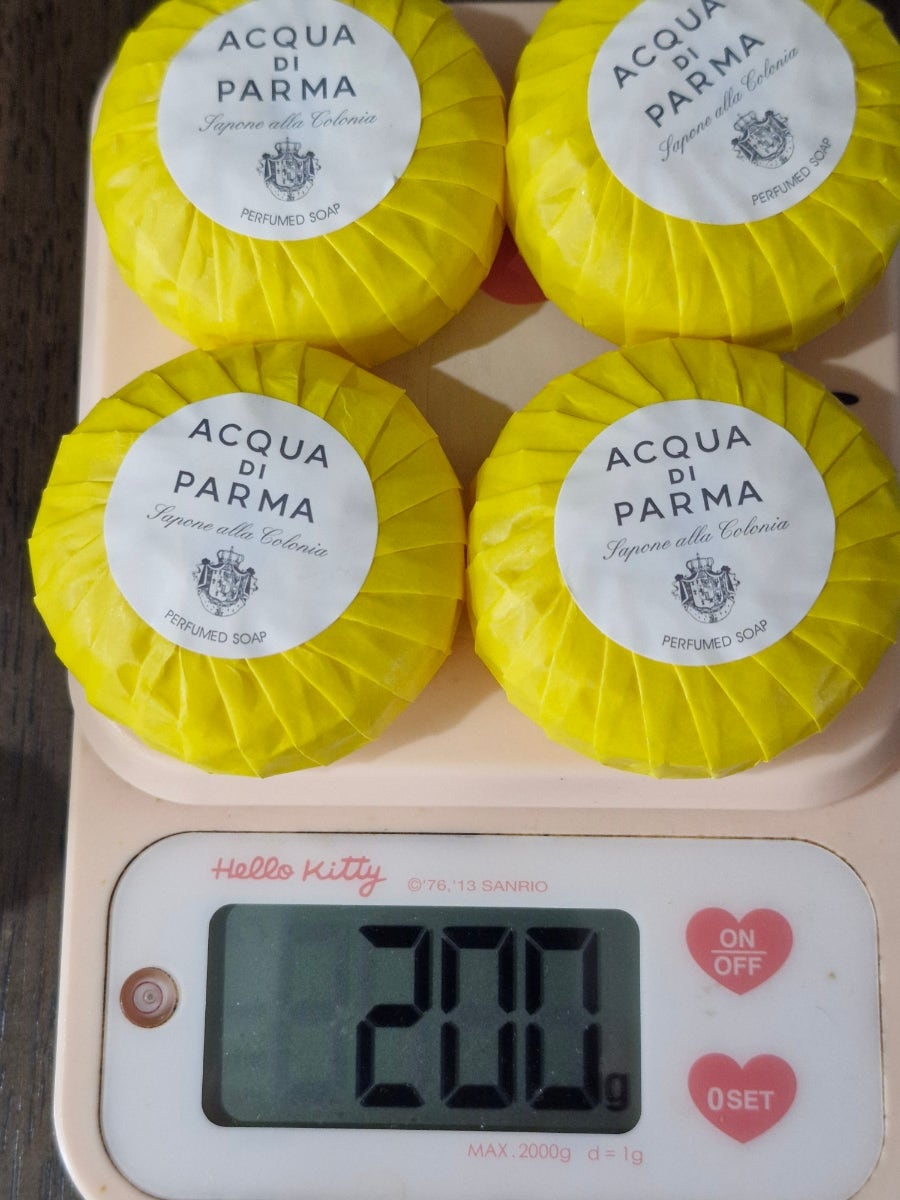 ACQUA
DI
PARMA
Sapone alla Colonia
PERFUMED SOAP
ACQUA
DI
PARMA
Sapone alla Colonia
PERFUMED SOAP
ACQUA
DI
PARMA
Sapone alla Colonia
PERFUMED SOAP
ACQUA
DI
PARMA
Sapone alla Colonia
PERFUMED SOAP
Hello Kitty
©'76,'13 SANRIO
200g
ON
OFF
0SET
MAX.2000g d=1g